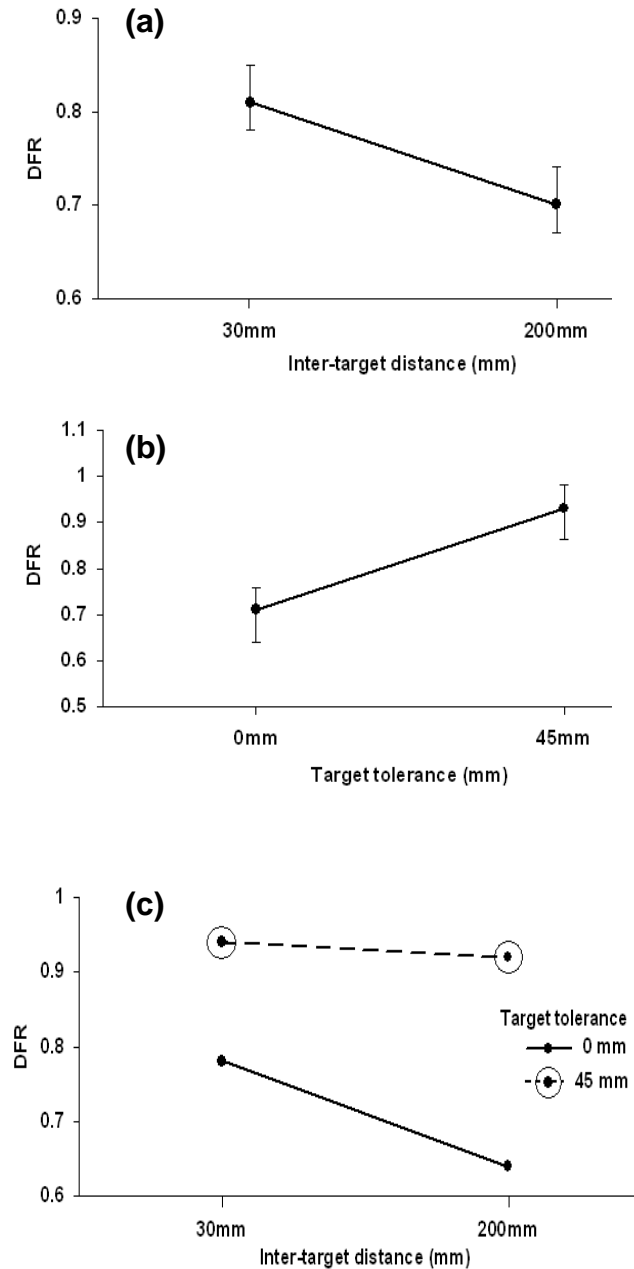 (a)
0.9
0.8
0.7
0.6
DFR
30mm 200mm
Inter-target distance (mm)
(b)
1.1
1
0.9
0.8
0.7
0.6
0.5
DFR
0mm 45mm
Target tolerance (mm)
(c)
1
0.9
0.8
0.7
0.6
DFR
Target tolerance
0 mm
45 mm
30mm 200mm
Inter-target distance (mm)